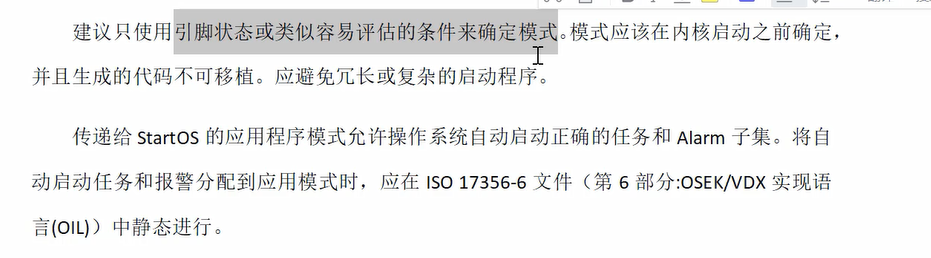 建议只使用引脚状态或类似容易评估的条件来确定模式。模式应该在内核启动之前确定，
并且生成的代码不可移植。应避免冗长或复杂的启动程序。
传递给 StartOS 的应用程序模式允许操作系统自动启动正确的任务和 Alarm 子集。将自
动启动任务和报警分配到应用模式时，应在 ISO 17356-6 文件（第 6 部分:OSEK/VDX 实现语
言(OIL)）中静态进行。